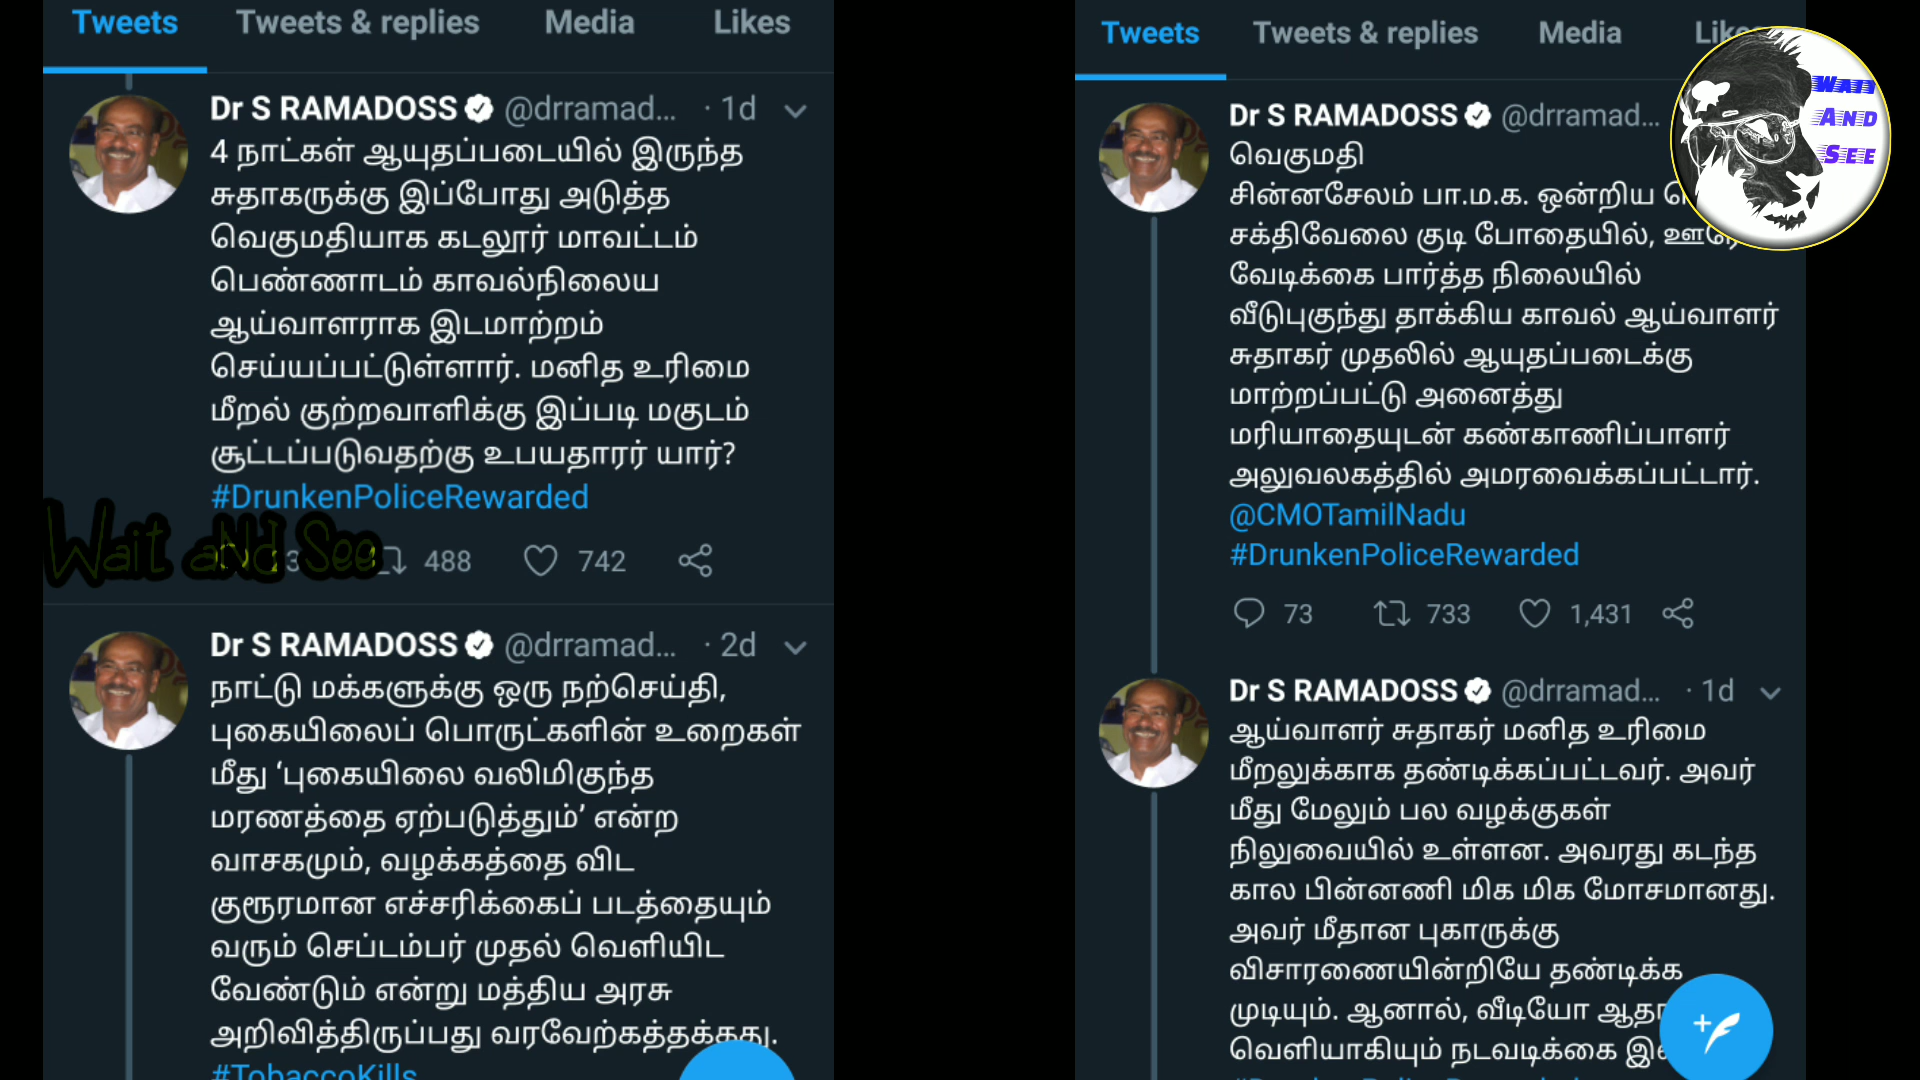 Tweets Tweets & replies Media Likes
Dr S RAMADOSS @drramad... · 1d
4 நாட்கள் ஆயுதப்படையில் இருந்த
சுதாகருக்கு இப்போது அடுத்த
வெகுமதியாக கடலூர் மாவட்டம்
பெண்ணாடம் காவல்நிலைய
ஆய்வாளராக இடமாற்றம்
செய்யப்பட்டுள்ளார். மனித உரிமை
மீறல் குற்றவாளிக்கு இப்படி மகுடம்
சூட்டப்படுவதற்கு உபயதாரர் யார்?
#DrunkenPoliceRewarded
Wait aNd See
488 742
Dr S RAMADOSS @drramad... · 2d
நாட்டு மக்களுக்கு ஒரு நற்செய்தி,
புகையிலைப் பொருட்களின் உறைகள்
மீது ‘புகையிலை வலிமிகுந்த
மரணத்தை ஏற்படுத்தும்’ என்ற
வாசகமும், வழக்கத்தை விட
குரூரமான எச்சரிக்கைப் படத்தையும்
வரும் செப்டம்பர் முதல் வெளியிட
வேண்டும் என்று மத்திய அரசு
அறிவித்திருப்பது வரவேற்கத்தக்கது.
#TobaccoKills
Tweets Tweets & replies Media
Wait
And
See
Dr S RAMADOSS @drramad...
வெகுமதி
சின்னசேலம் பா.ம.க. ஒன்றிய
சக்திவேலை குடி போதையில்,
வேடிக்கை பார்த்த நிலையில்
வீடுபுகுந்து தாக்கிய காவல் ஆய்வாளர்
சுதாகர் முதலில் ஆயுதப்படைக்கு
மாற்றப்பட்டு அனைத்து
மரியாதையுடன் கண்காணிப்பாளர்
அலுவலகத்தில் அமரவைக்கப்பட்டார்.
@CMOTamilNadu
#DrunkenPoliceRewarded
73 733 1,431
Dr S RAMADOSS @drramad... · 1d
ஆய்வாளர் சுதாகர் மனித உரிமை
மீறலுக்காக தண்டிக்கப்பட்டவர். அவர்
மீது மேலும் பல வழக்குகள்
நிலுவையில் உள்ளன. அவரது கடந்த
கால பின்னணி மிக மிக மோசமானது.
அவர் மீதான புகாருக்கு
விசாரணையின்றியே தண்டிக்க
முடியும். ஆனால், வீடியோ
வெளியாகியும் நடவடிக்கை